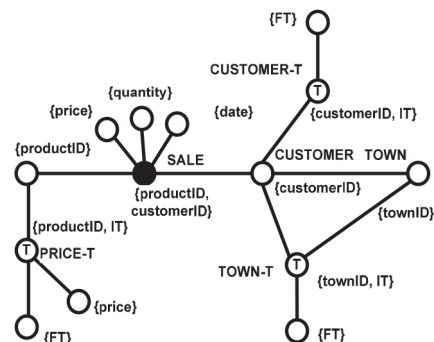 {FT}
CUSTOMER-T
T
{quantity}
{price}
{date}
{customerID, IT}
{productID}
SALE
CUSTOMER TOWN
{productID,
customerID}
{customerID}
{townID}
{productID, IT}
T
PRICE-T
TOWN-T
T
{townID, IT}
{price}
{FT}
{FT}